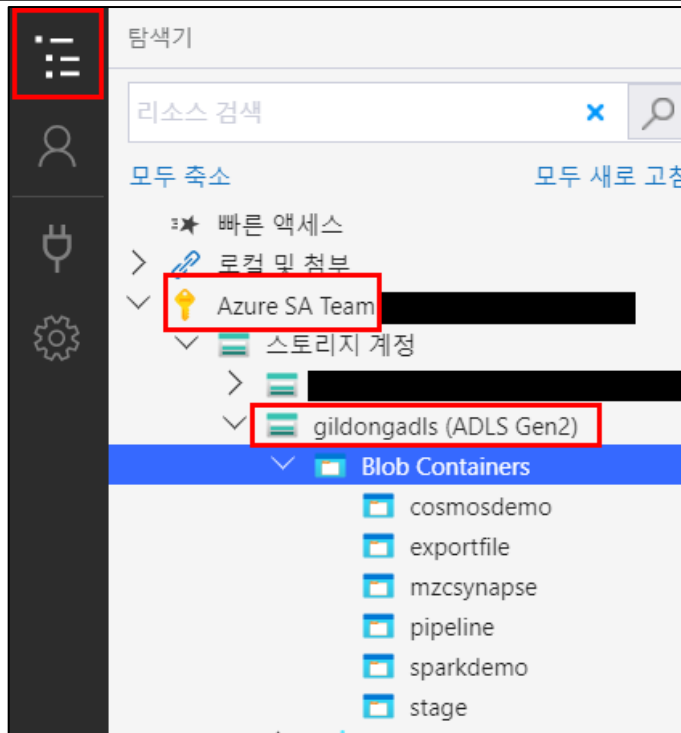 탐색기
리소스 검색
모두 축소 모두 새로 고침
빠른 액세스
로컬 및 첨부
Azure SA Team
스토리지 계정
gildongadls (ADLS Gen2)
Blob Containers
cosmosdemo
exportfile
mzcsynapse
pipeline
sparkdemo
stage